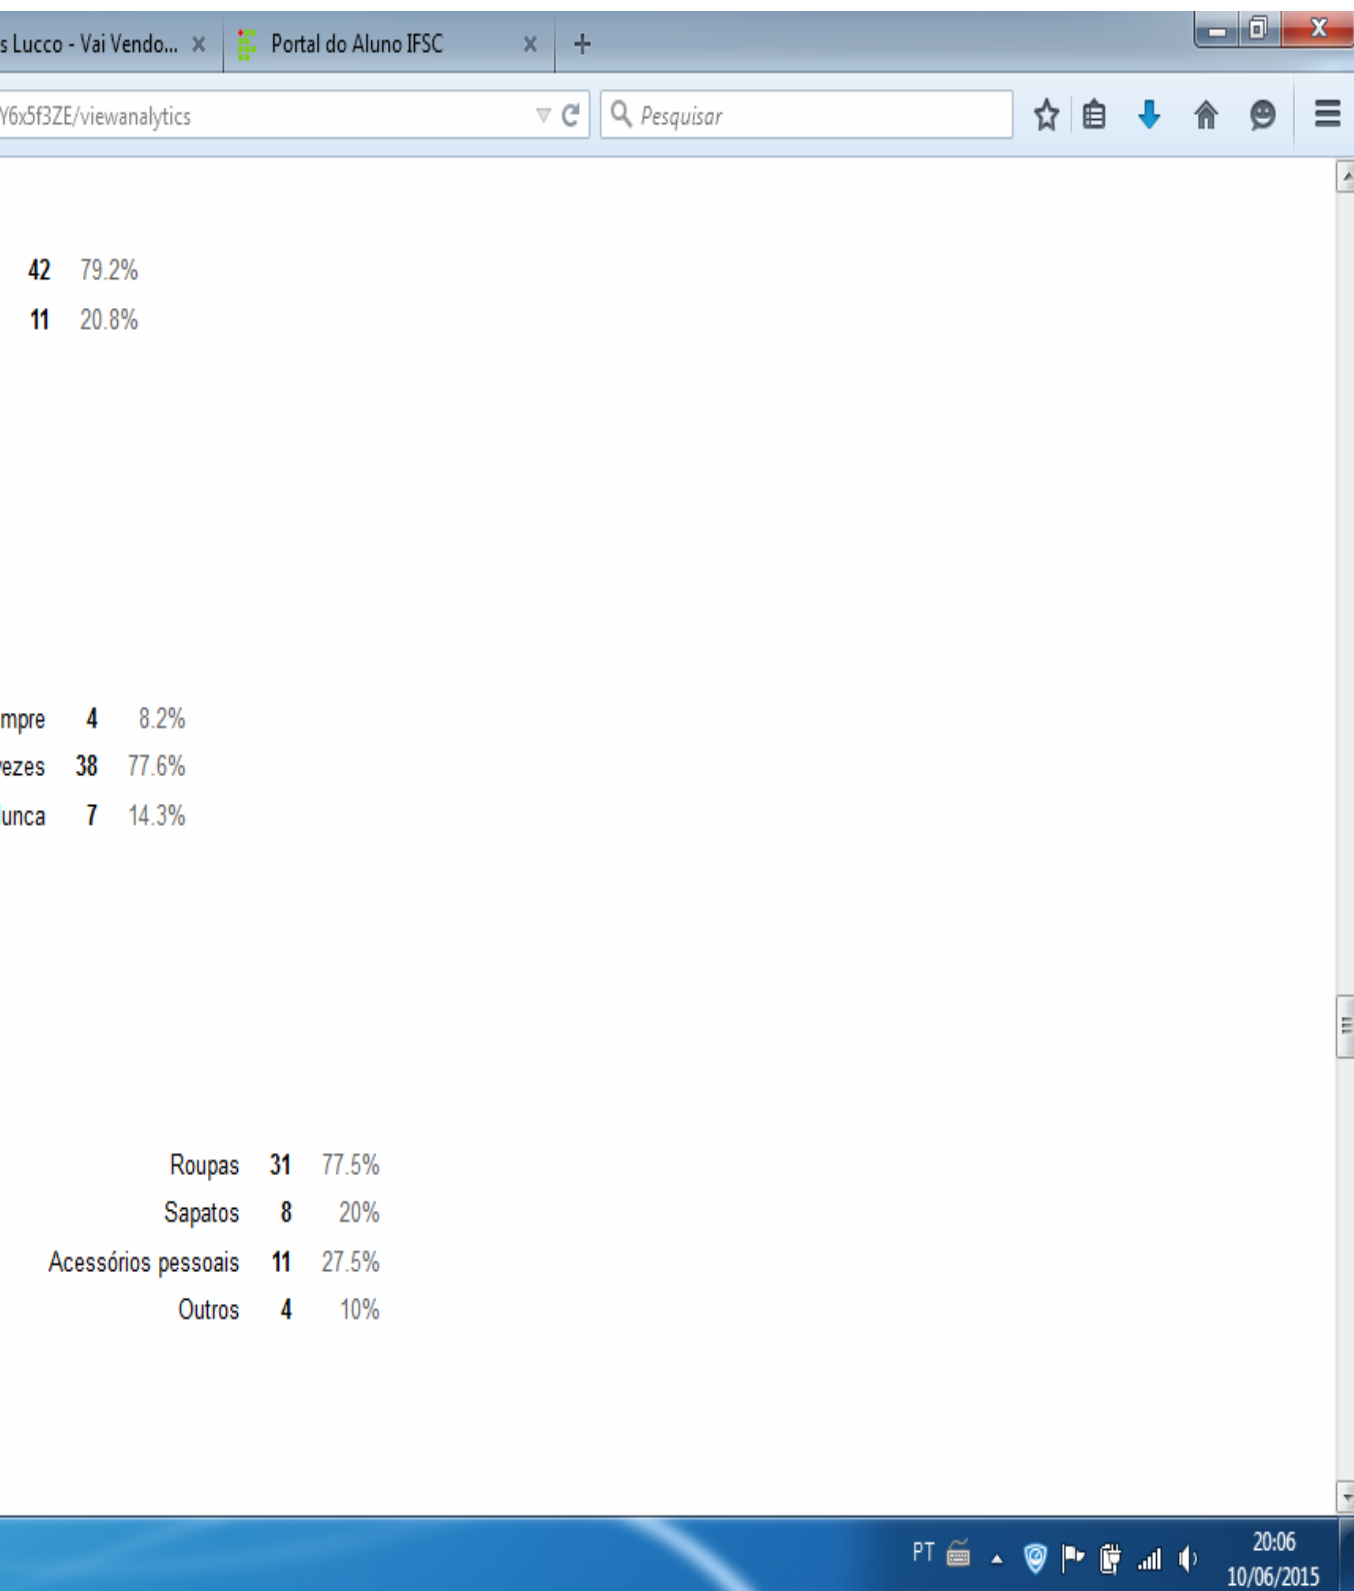 s Lucco - Vai Vendo... Portal do Aluno IFSC
Y6x5f3ZE/viewanalytics Pesquisar
42 79.2%
11 20.8%
mpre 4 8.2%
vezes 38 77.6%
unca 7 14.3%
Roupas 31 77.5%
Sapatos 8 20%
Acessórios pessoais 11 27.5%
Outros 4 10%
PT 20:06
10/06/2015